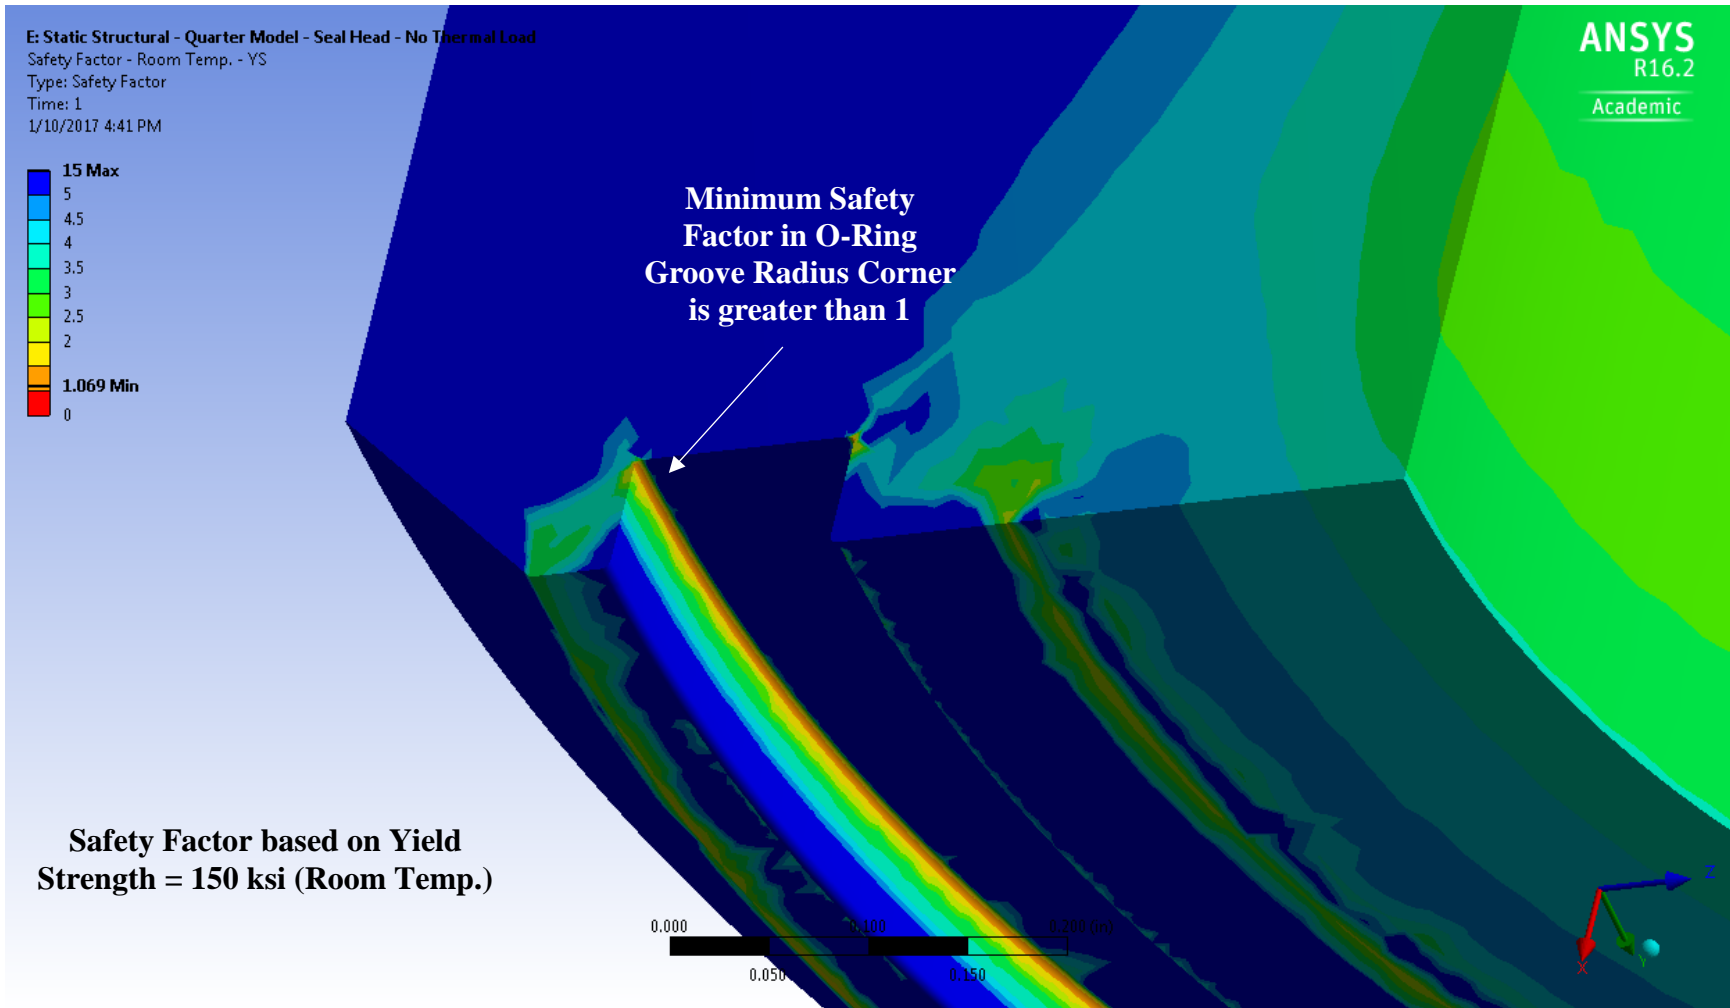 E: Static Structural - Quarter Model - Seal Head - No Thermal Load
Safety Factor - Room Temp. - YS
Type: Safety Factor
Time: 1
1/10/2017 4:41 PM
ANSYS
R16.2
Academic
15 Max
5
4.5
4
3.5
3
2.5
2
1.069 Min
0
Minimum Safety
Factor in O-Ring
Groove Radius Corner
is greater than 1
Safety Factor based on Yield
Strength = 150 ksi (Room Temp.)
0.000 0.100 0.200 (in)
0.050 0.150
Z
X
Y